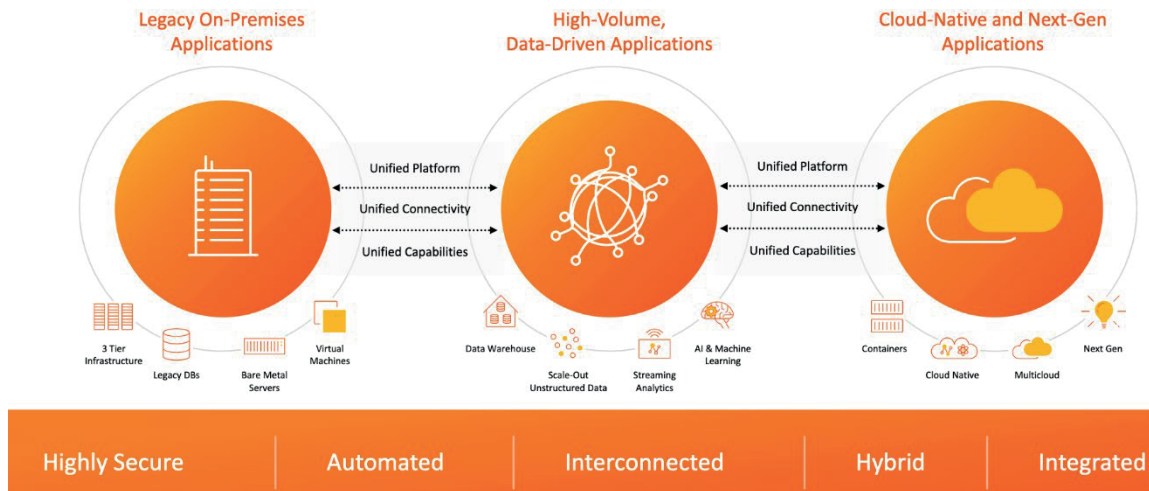 Legacy On-Premises
Applications
High-Volume,
Data-Driven Applications
Cloud-Native and Next-Gen
Applications
Unified Platform
Unified Connectivity
Unified Capabilities
Unified Platform
Unified Connectivity
Unified Capabilities
3 Tier
Infrastructure
Legacy DBs
Bare Metal
Servers
Virtual
Machines
Data Warehouse
Scale-Out
Unstructured Data
Streaming
Analytics
AI & Machine
Learning
Containers
Cloud Native
Multicloud
Next Gen
Highly Secure
Automated
Interconnected
Hybrid
Integrated